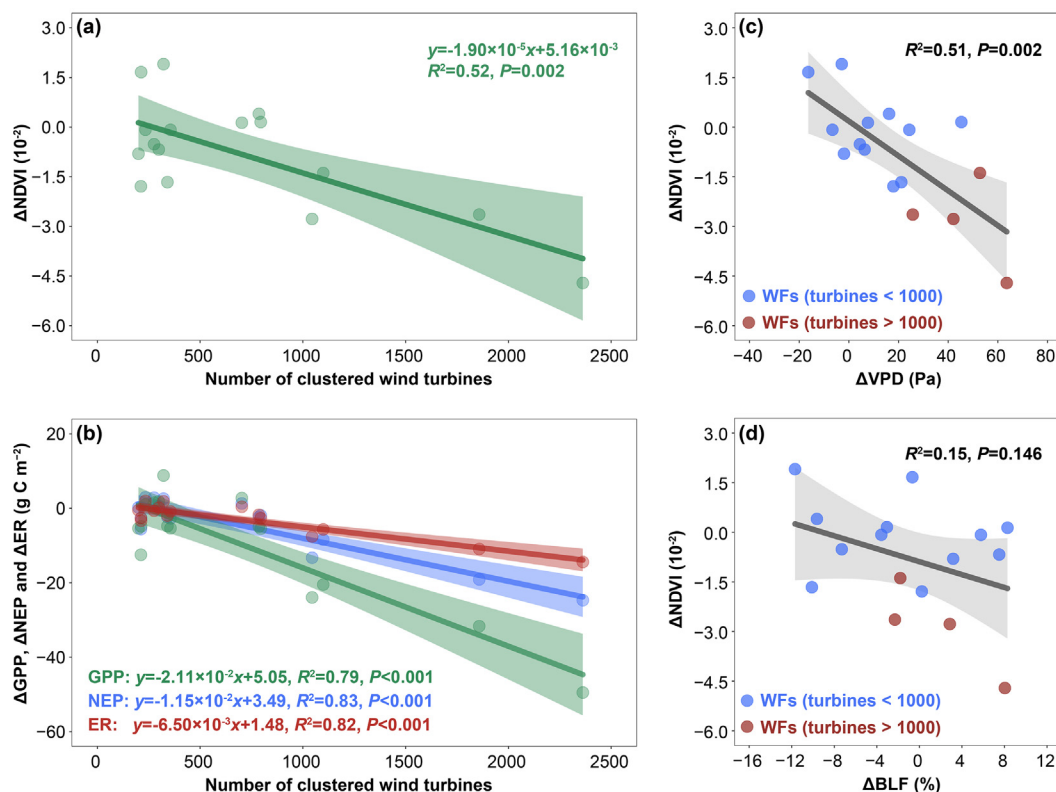 (a)
y=-1.90×10⁻⁵x+5.16×10⁻³
R²=0.52, P=0.002
3.0
1.5
0.0
−1.5
−3.0
−4.5
−6.0
ΔNDVI (10⁻²)
0 500 1000 1500 2000 2500
Number of clustered wind turbines
(c)
R²=0.51, P=0.002
3.0
1.5
0.0
−1.5
−3.0
−4.5
−6.0
ΔNDVI (10⁻²)
WFs (turbines < 1000)
WFs (turbines > 1000)
−40 −20 0 20 40 60 80
ΔVPD (Pa)
(b)
20
0
−20
−40
−60
ΔGPP, ΔNEP and ΔER (g C m⁻²)
GPP: y=-2.11×10⁻²x+5.05, R²=0.79, P<0.001
NEP: y=-1.15×10⁻²x+3.49, R²=0.83, P<0.001
ER: y=-6.50×10⁻³x+1.48, R²=0.82, P<0.001
0 500 1000 1500 2000 2500
Number of clustered wind turbines
(d)
R²=0.15, P=0.146
3.0
1.5
0.0
−1.5
−3.0
−4.5
−6.0
ΔNDVI (10⁻²)
WFs (turbines < 1000)
WFs (turbines > 1000)
−16 −12 −8 −4 0 4 8 12
ΔBLF (%)